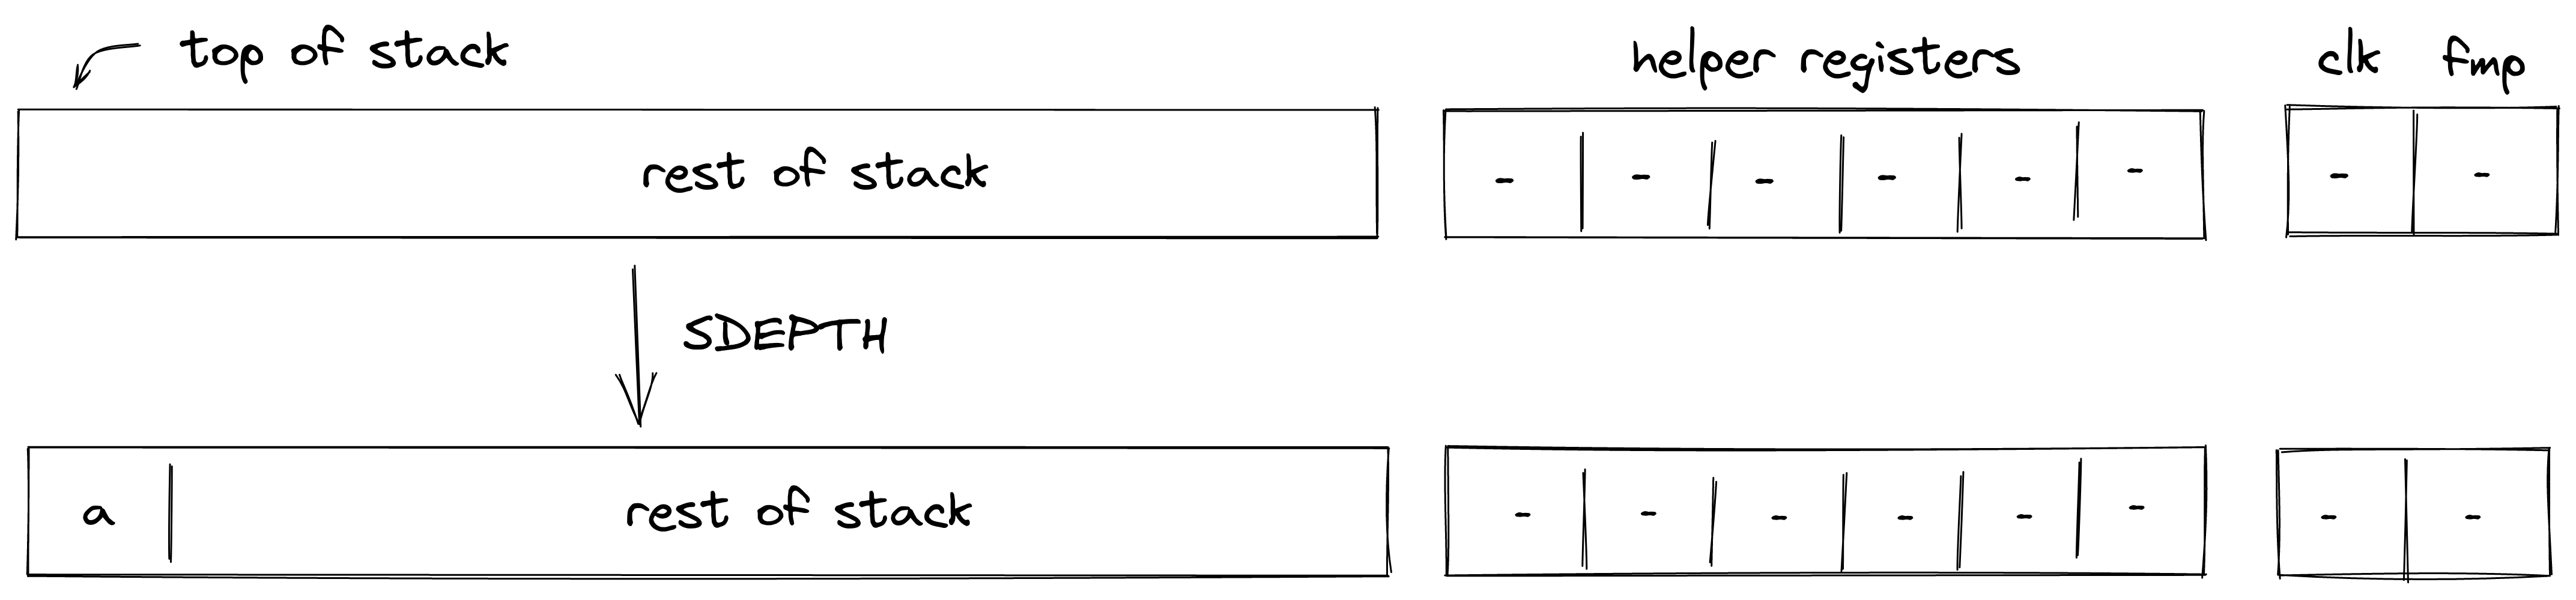 top of stack
helper registers
clk fmp
rest of stack
- - - - - -
- -
SDEPTH
a rest of stack
- - - - - -
- -